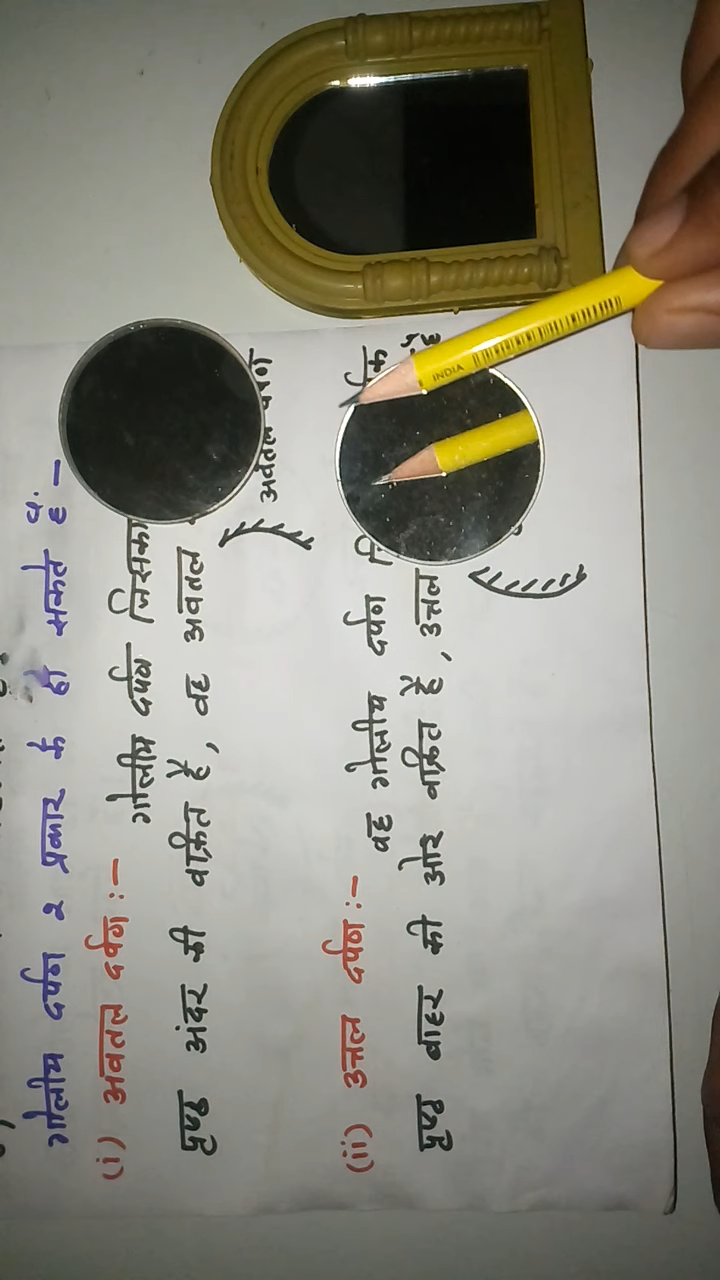 गोलीय दर्पण 2 प्रकार के हो सकते हैं -
(i) अवतल दर्पण :- गोलीय दर्पण जिसका
पृष्ठ अंदर की वक्रित हैं, वह अवतल
अवतल दर्पण
(ii) उत्तल दर्पण :- वह गोलीय दर्पण
पृष्ठ बाहर की ओर वक्रित हैं, उत्तल
INDIA